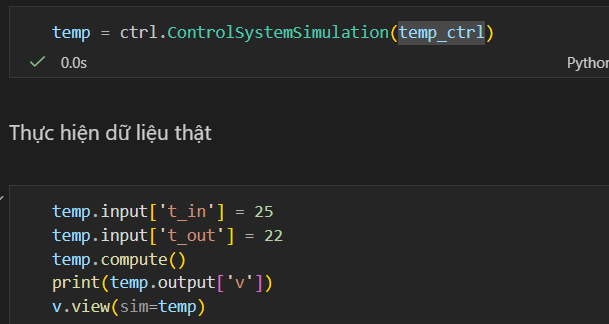 temp = ctrl.ControlSystemSimulation(temp_ctrl)
0.0s
Python
Thực hiện dữ liệu thật
temp.input['t_in'] = 25
temp.input['t_out'] = 22
temp.compute()
print(temp.output['v'])
v.view(sim=temp)